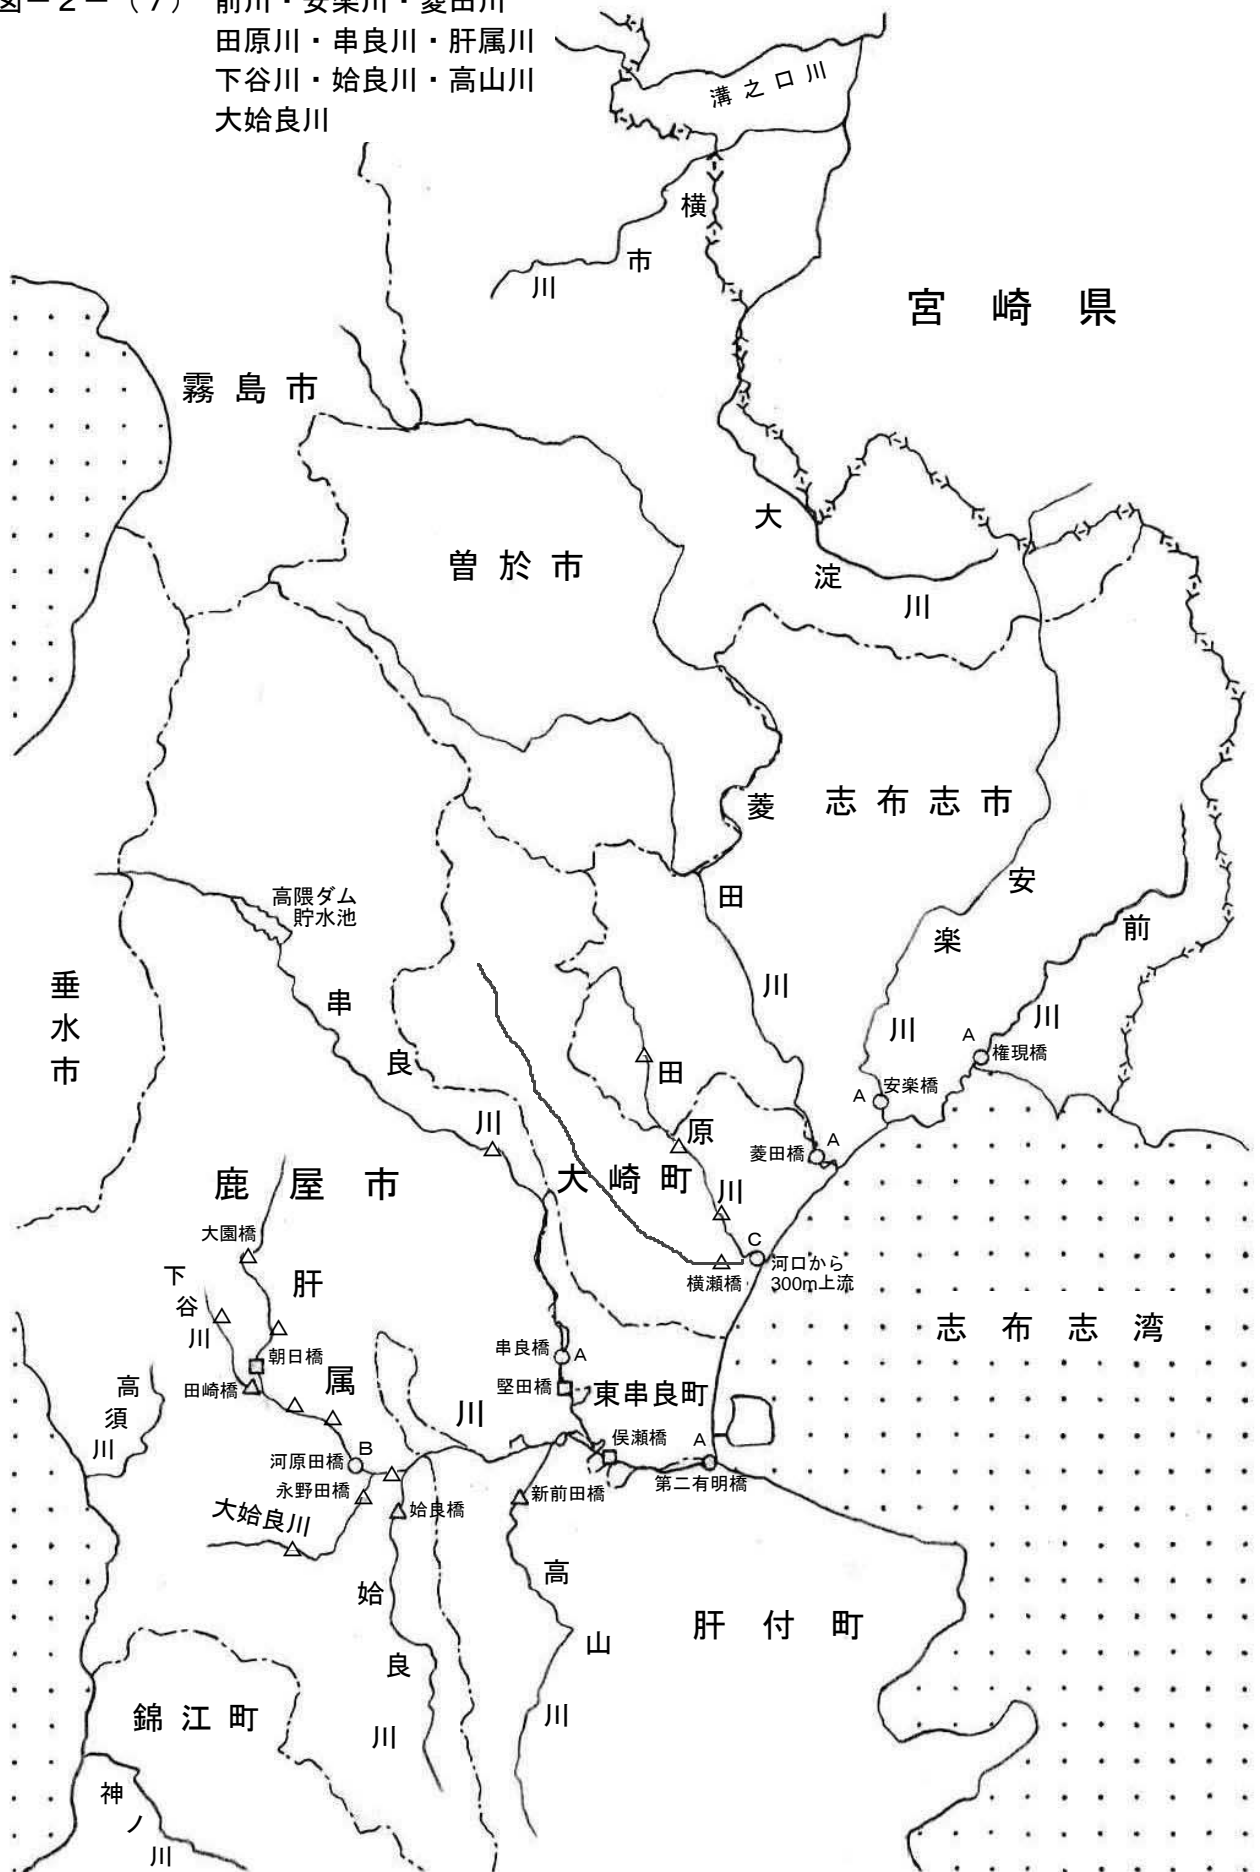 図－２－（７） 前川・安楽川・菱田川
田原川・串良川・肝属川
下谷川・姶良川・高山川
大姶良川
溝之口川
横市川
宮崎県
霧島市
大淀川
曽於市
菱田川
志布志市
安楽川
前川
高隈ダム
貯水池
垂水市
串良川
田原川
A
権現橋
A
安楽橋
A
菱田橋
大崎町
鹿屋市
大園橋
C
河口から
300m上流
横瀬橋
下谷川
肝属川
志布志湾
串良橋
A
朝日橋
高須川
田崎橋
堅田橋
東串良町
俣瀬橋
A
第二有明橋
B
河原田橋
永野田橋
新前田橋
大姶良川
姶良橋
姶良川
高山川
肝付町
錦江町
神ノ川